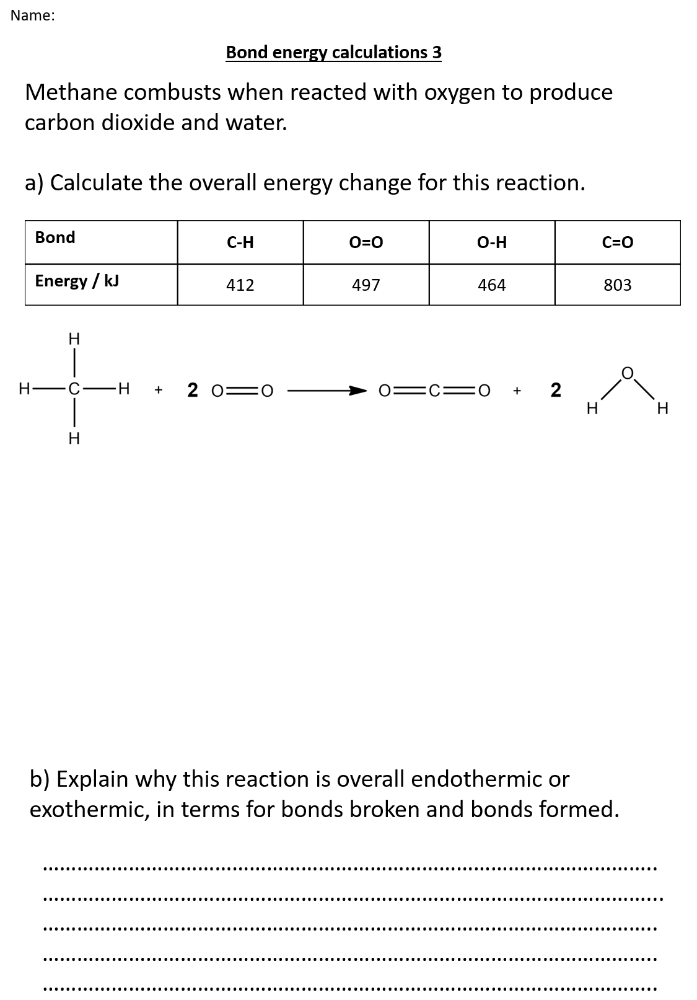 Name:
Bond energy calculations 3
Methane combusts when reacted with oxygen to produce
carbon dioxide and water.
a) Calculate the overall energy change for this reaction.
Bond C-H O=O O-H C=O
Energy / kJ 412 497 464 803
H
H C H + 2 O O O C O + 2 O
H H
H
b) Explain why this reaction is overall endothermic or
exothermic, in terms for bonds broken and bonds formed.